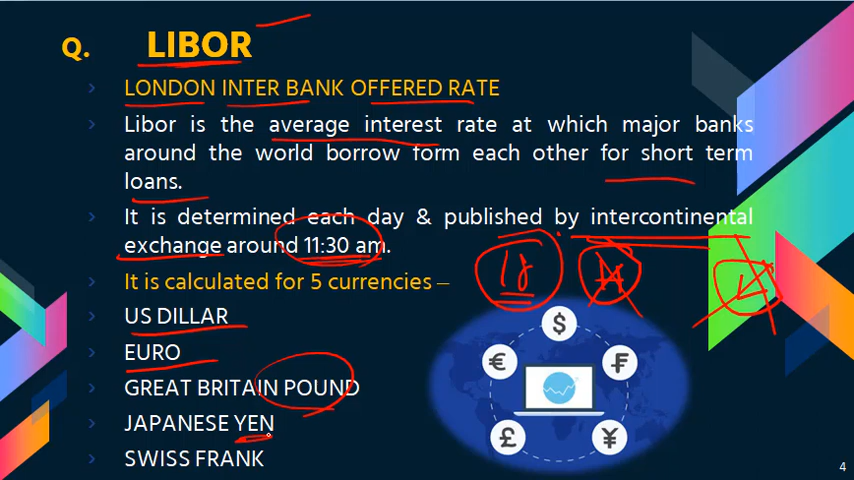 Q. LIBOR
LONDON INTER BANK OFFERED RATE
Libor is the average interest rate at which major banks
around the world borrow form each other for short term
loans.
It is determined each day & published by intercontinental
exchange around 11:30 am.
It is calculated for 5 currencies –
US DILLAR
EURO
GREAT BRITAIN POUND
JAPANESE YEN
SWISS FRANK
$
€ ₣
£ ¥
4